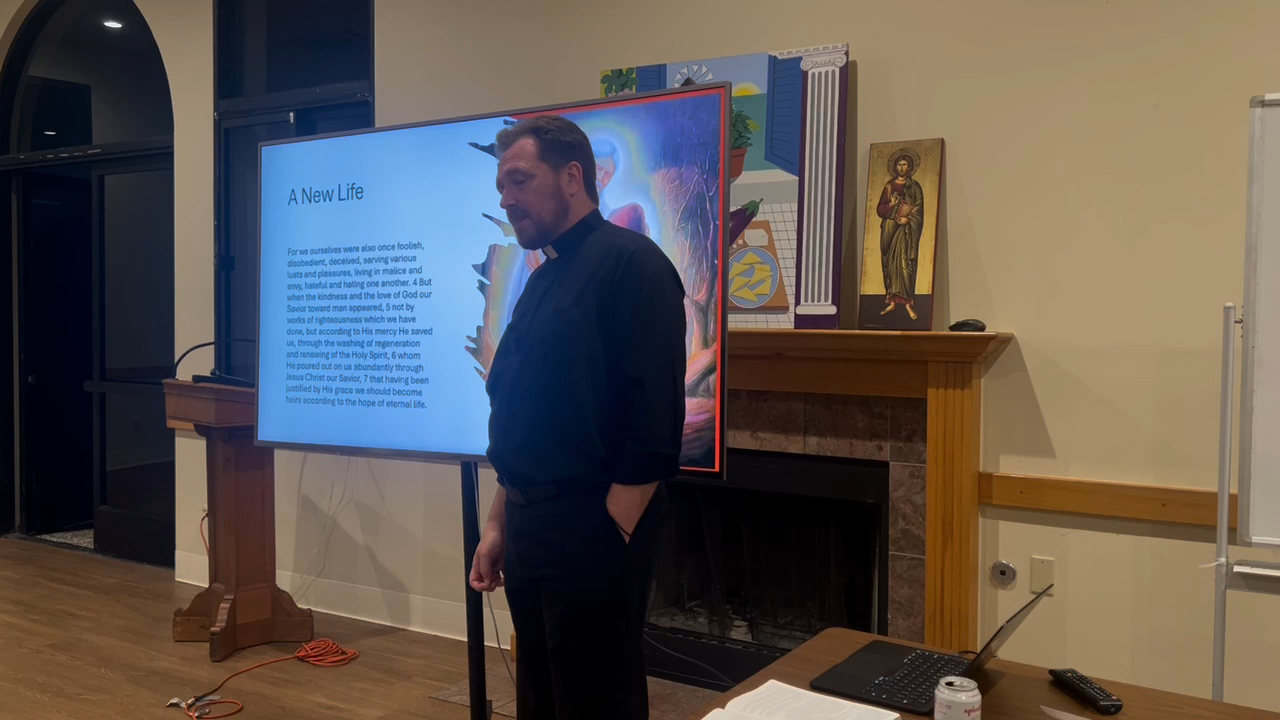 A New Life
For we ourselves were also once foolish,
disobedient, deceived, serving various
lusts and pleasures, living in malice and
envy, hateful and hating one another. 4 But
when the kindness and the love of God our
Savior toward man appeared, 5 not by
works of righteousness which we have
done, but according to His mercy He saved
us, through the washing of regeneration
and renewing of the Holy Spirit, 6 whom
He poured out on us abundantly through
Jesus Christ our Savior, 7 that having been
justified by His grace we should become
heirs according to the hope of eternal life.